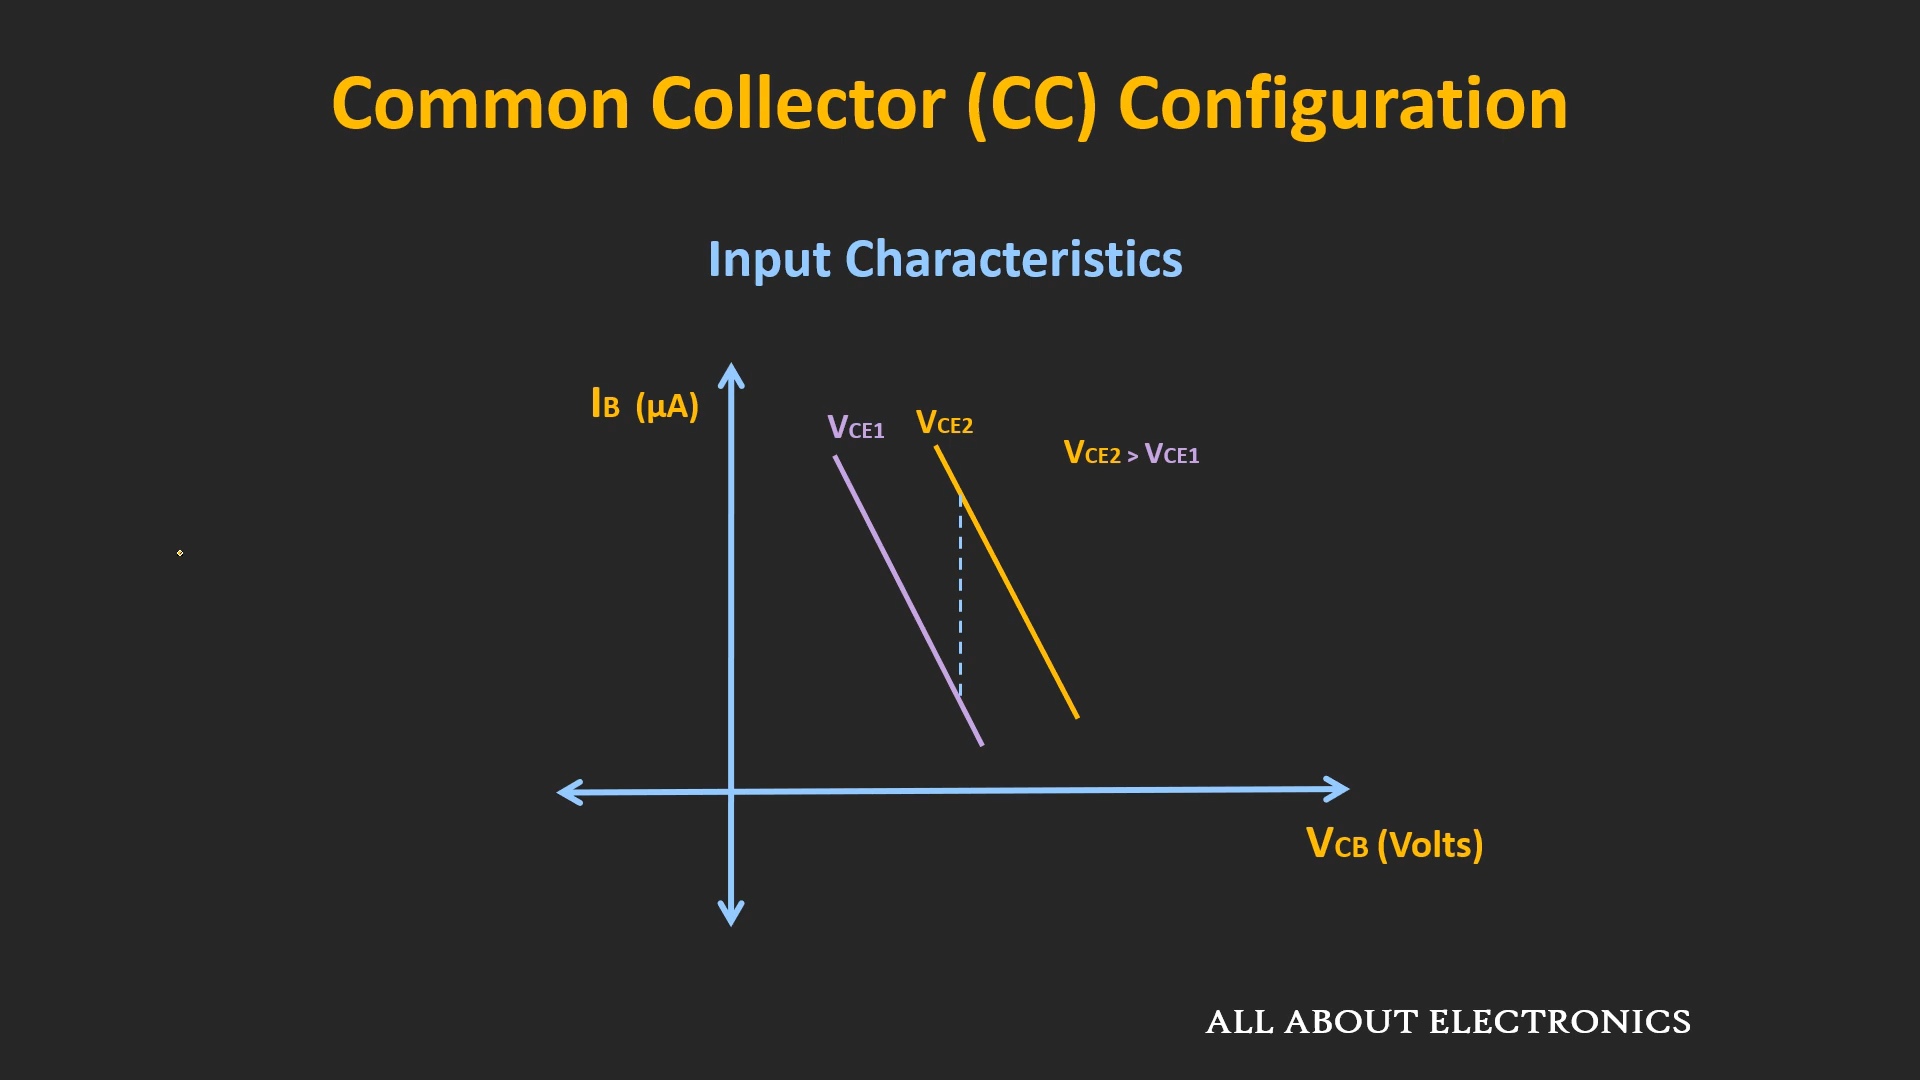 Common Collector (CC) Configuration
Input Characteristics
IB (μA)
VCE1
VCE2
VCE2 > VCE1
VCB (Volts)
ALL ABOUT ELECTRONICS